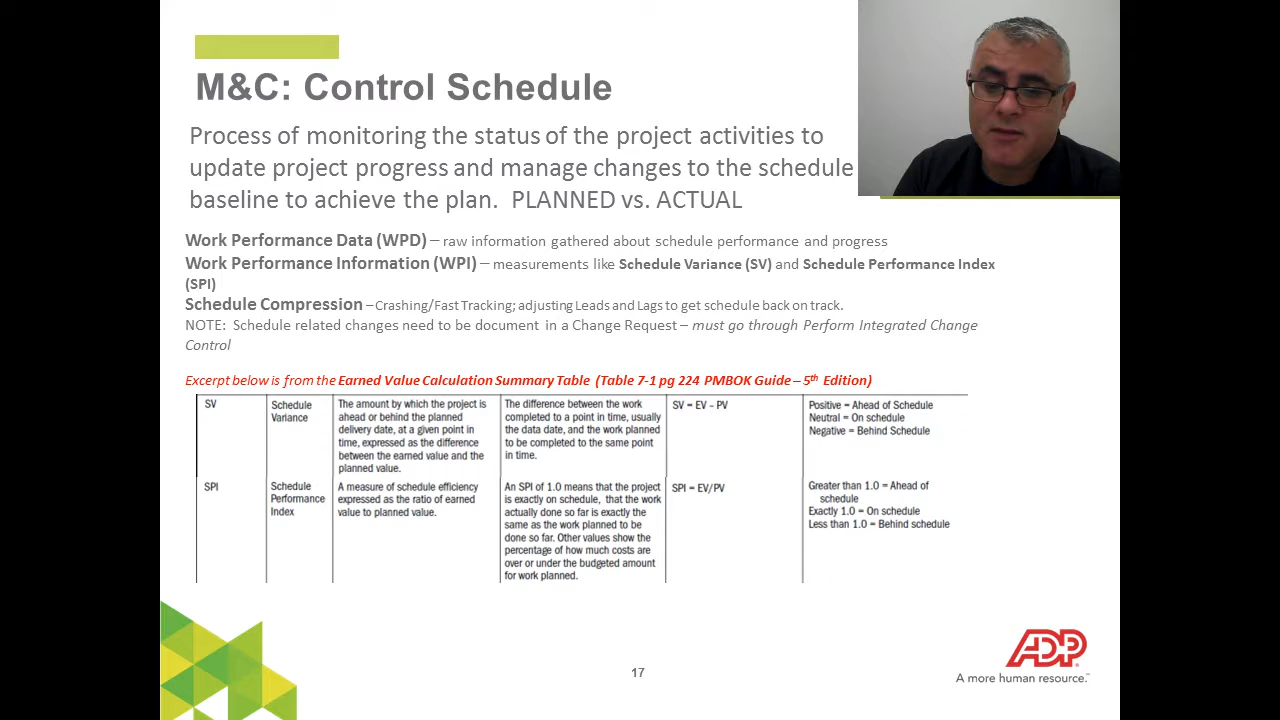 M&C: Control Schedule
Process of monitoring the status of the project activities to
update project progress and manage changes to the schedule
baseline to achieve the plan.  PLANNED vs. ACTUAL
Work Performance Data (WPD) – raw information gathered about schedule performance and progress
Work Performance Information (WPI) – measurements like Schedule Variance (SV) and Schedule Performance Index
(SPI)
Schedule Compression – Crashing/Fast Tracking; adjusting Leads and Lags to get schedule back on track.
NOTE:  Schedule related changes need to be document in a Change Request – must go through Perform Integrated Change
Control
Excerpt below is from the Earned Value Calculation Summary Table (Table 7-1 pg 224 PMBOK Guide – 5th Edition)
SV
Schedule
Variance
The amount by which the project is
ahead or behind the planned
delivery date, at a given point in
time, expressed as the difference
between the earned value and the
planned value.
The difference between the work
completed to a point in time, usually
the data date, and the work planned
to be completed to the same point
in time.
SV = EV – PV
Positive = Ahead of Schedule
Neutral = On schedule
Negative = Behind Schedule
SPI
Schedule
Performance
Index
A measure of schedule efficiency
expressed as the ratio of earned
value to planned value.
An SPI of 1.0 means that the project
is exactly on schedule, that the work
actually done so far is exactly the
same as the work planned to be
done so far. Other values show the
percentage of how much costs are
over or under the budgeted amount
for work planned.
SPI = EV/PV
Greater than 1.0 = Ahead of
schedule
Exactly 1.0 = On schedule
Less than 1.0 = Behind schedule
17
ADP
A more human resource.™